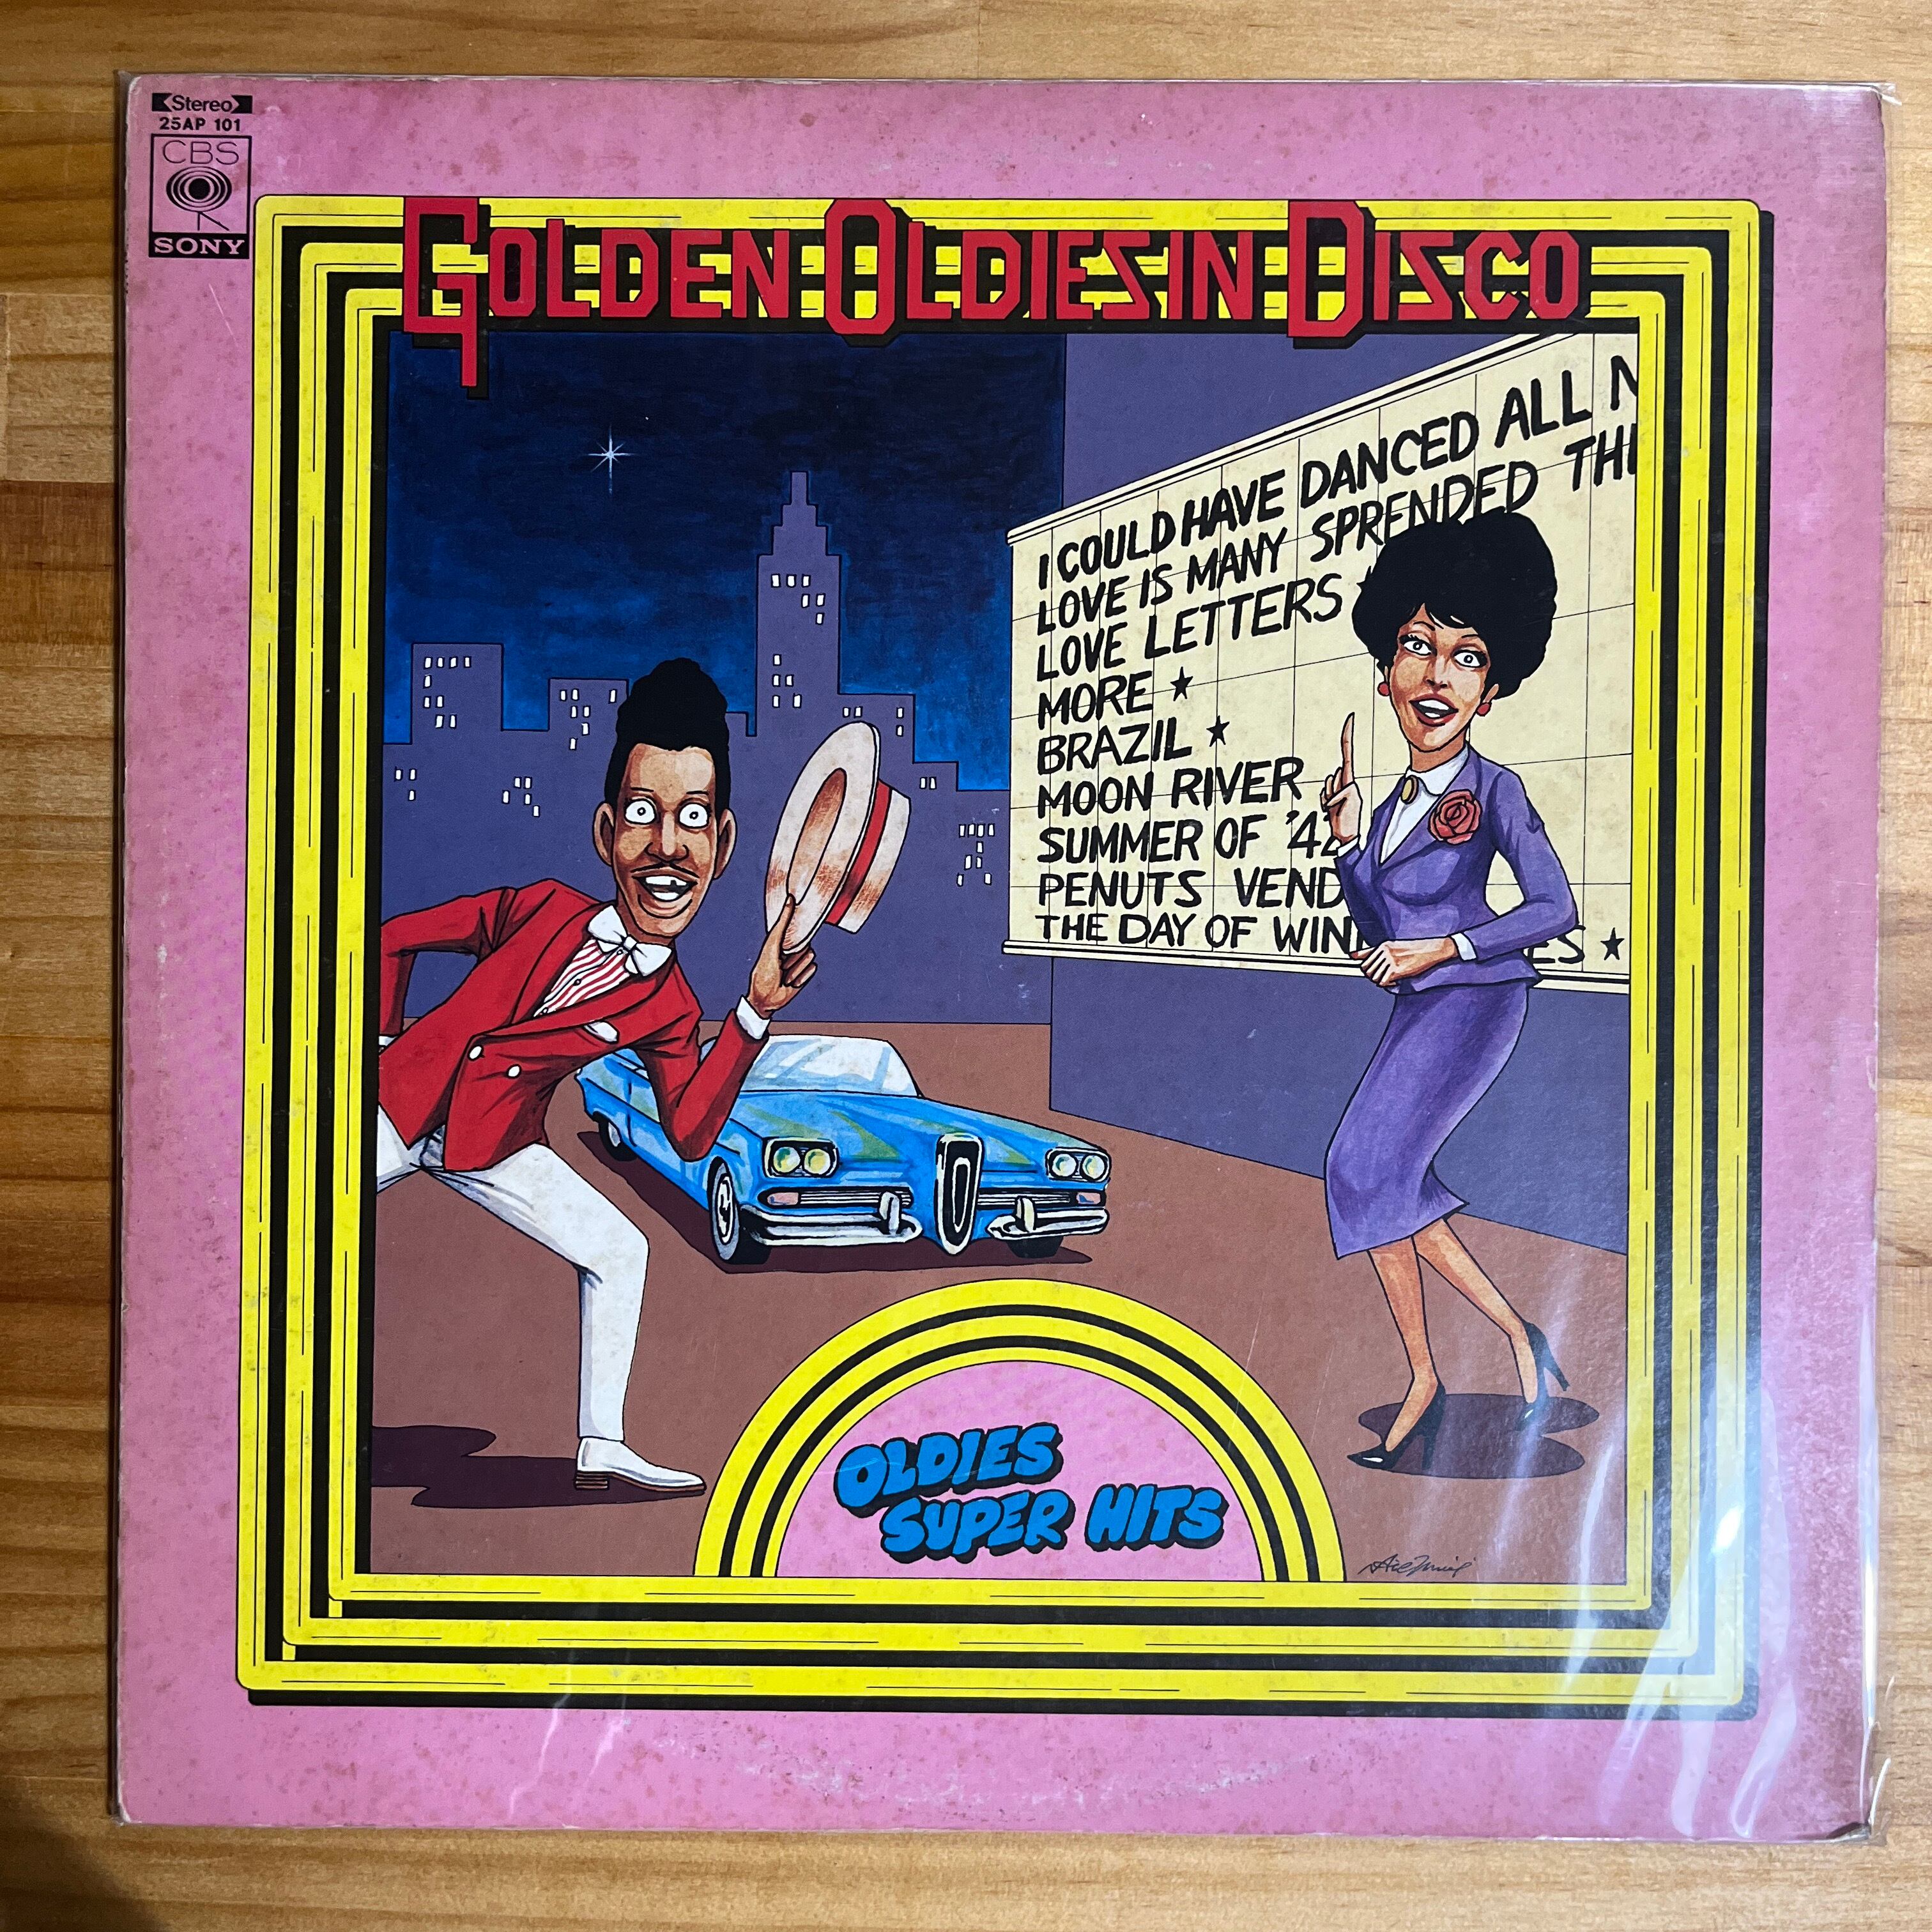 Stereo
25AP 101
CBS
SONY
GOLDEN OLDIES IN DISCO
I COULD HAVE DANCED ALL N
LOVE IS MANY SPRENDED THI
LOVE LETTERS
MORE ★
BRAZIL ★
MOON RIVER
SUMMER OF '42
PENUTS VEND
THE DAY OF WIN ES ★
OLDIES
SUPER HITS